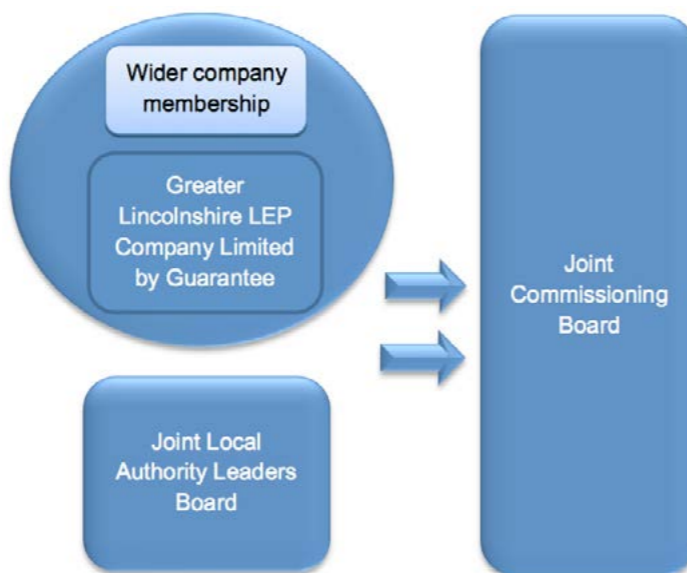 Wider company
membership
Greater
Lincolnshire LEP
Company Limited
by Guarantee
Joint Local
Authority Leaders
Board
Joint
Commissioning
Board